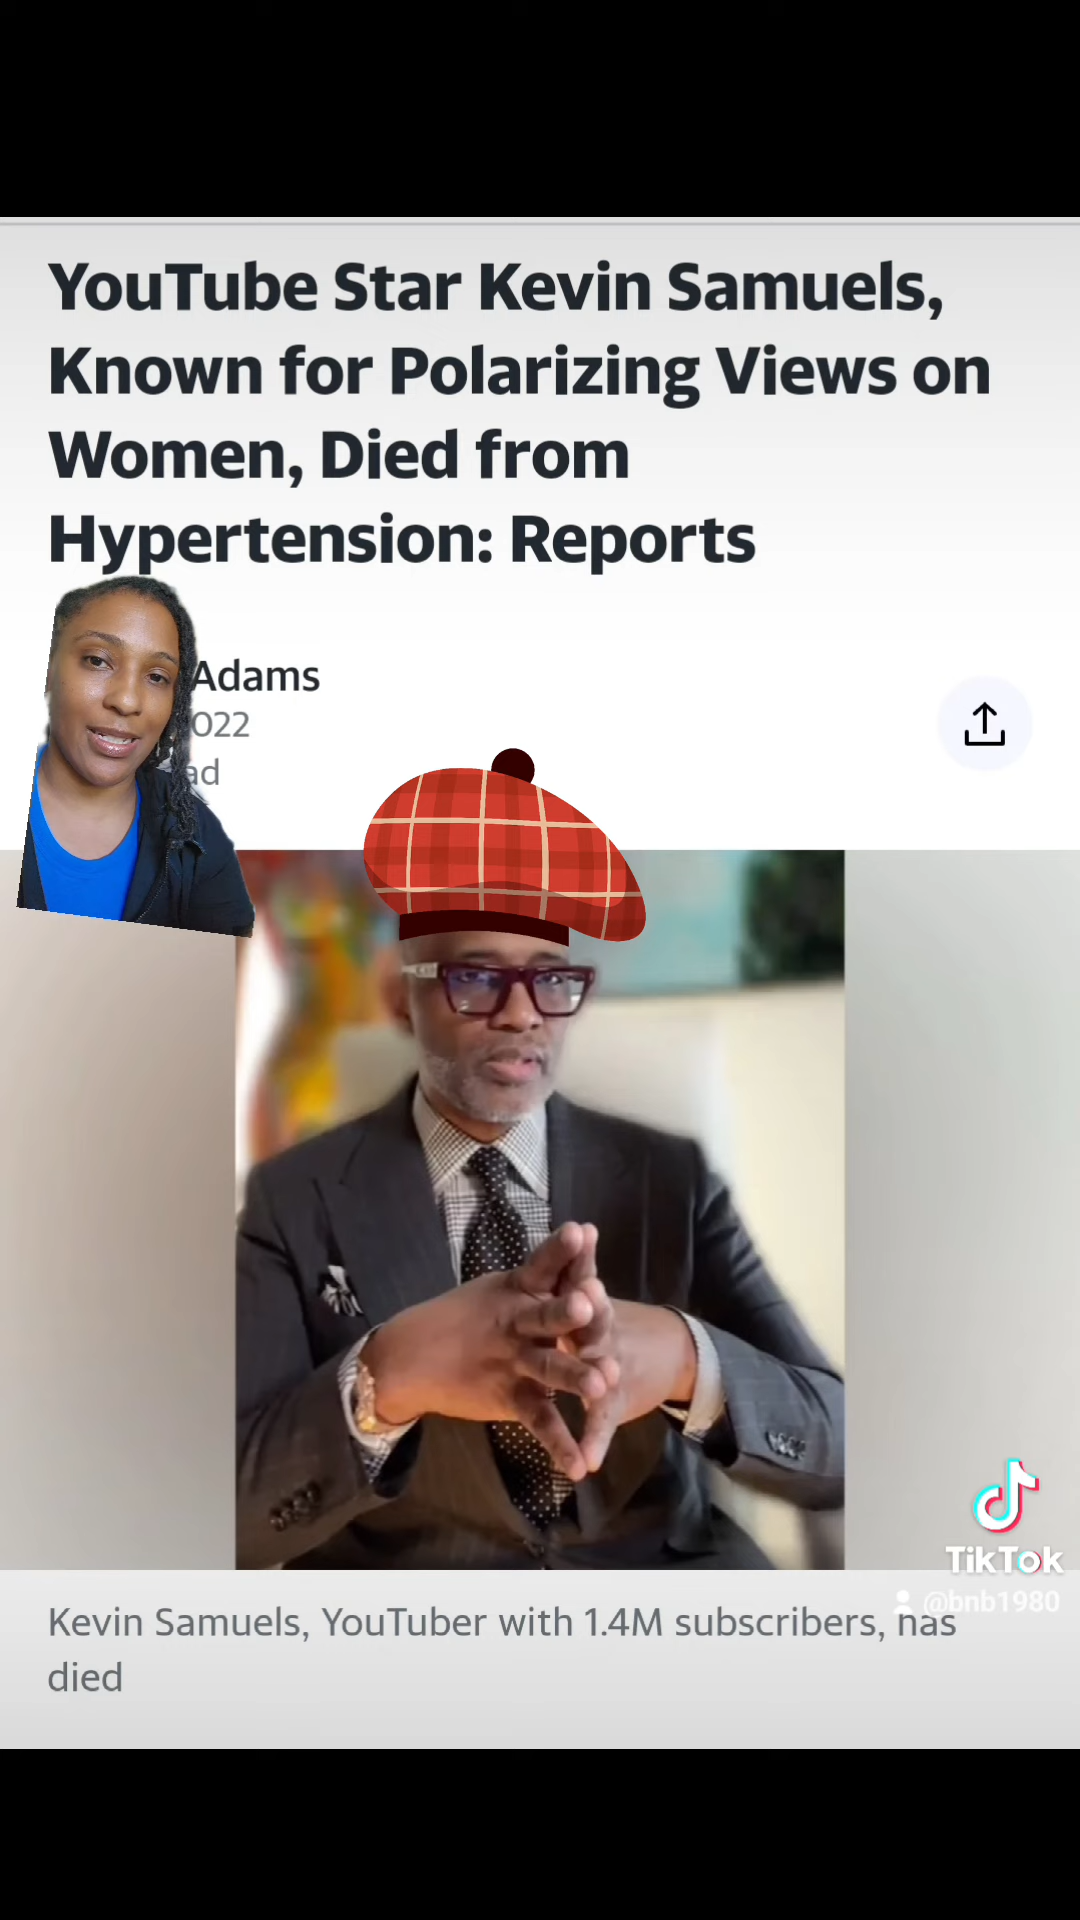 YouTube Star Kevin Samuels,
Known for Polarizing Views on
Women, Died from
Hypertension: Reports
Adams
022
ad
TikTok
@bnb1980
Kevin Samuels, YouTuber with 1.4M subscribers, has
died